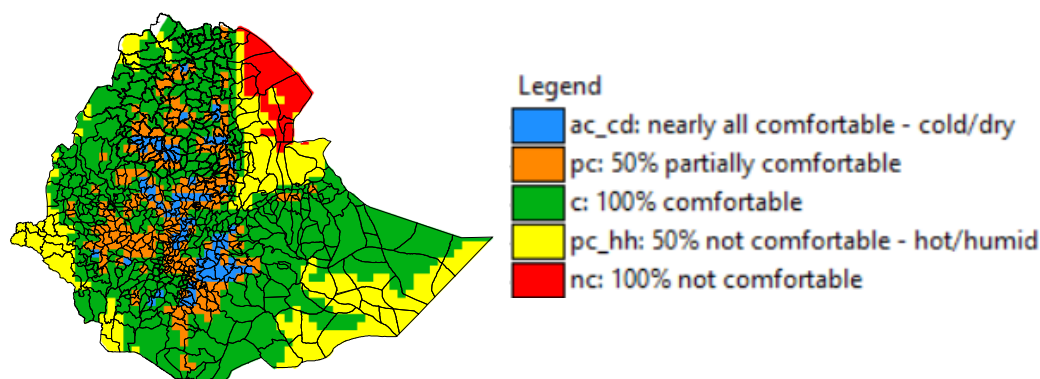 Legend
ac_cd: nearly all comfortable - cold/dry
pc: 50% partially comfortable
c: 100% comfortable
pc_hh: 50% not comfortable - hot/humid
nc: 100% not comfortable